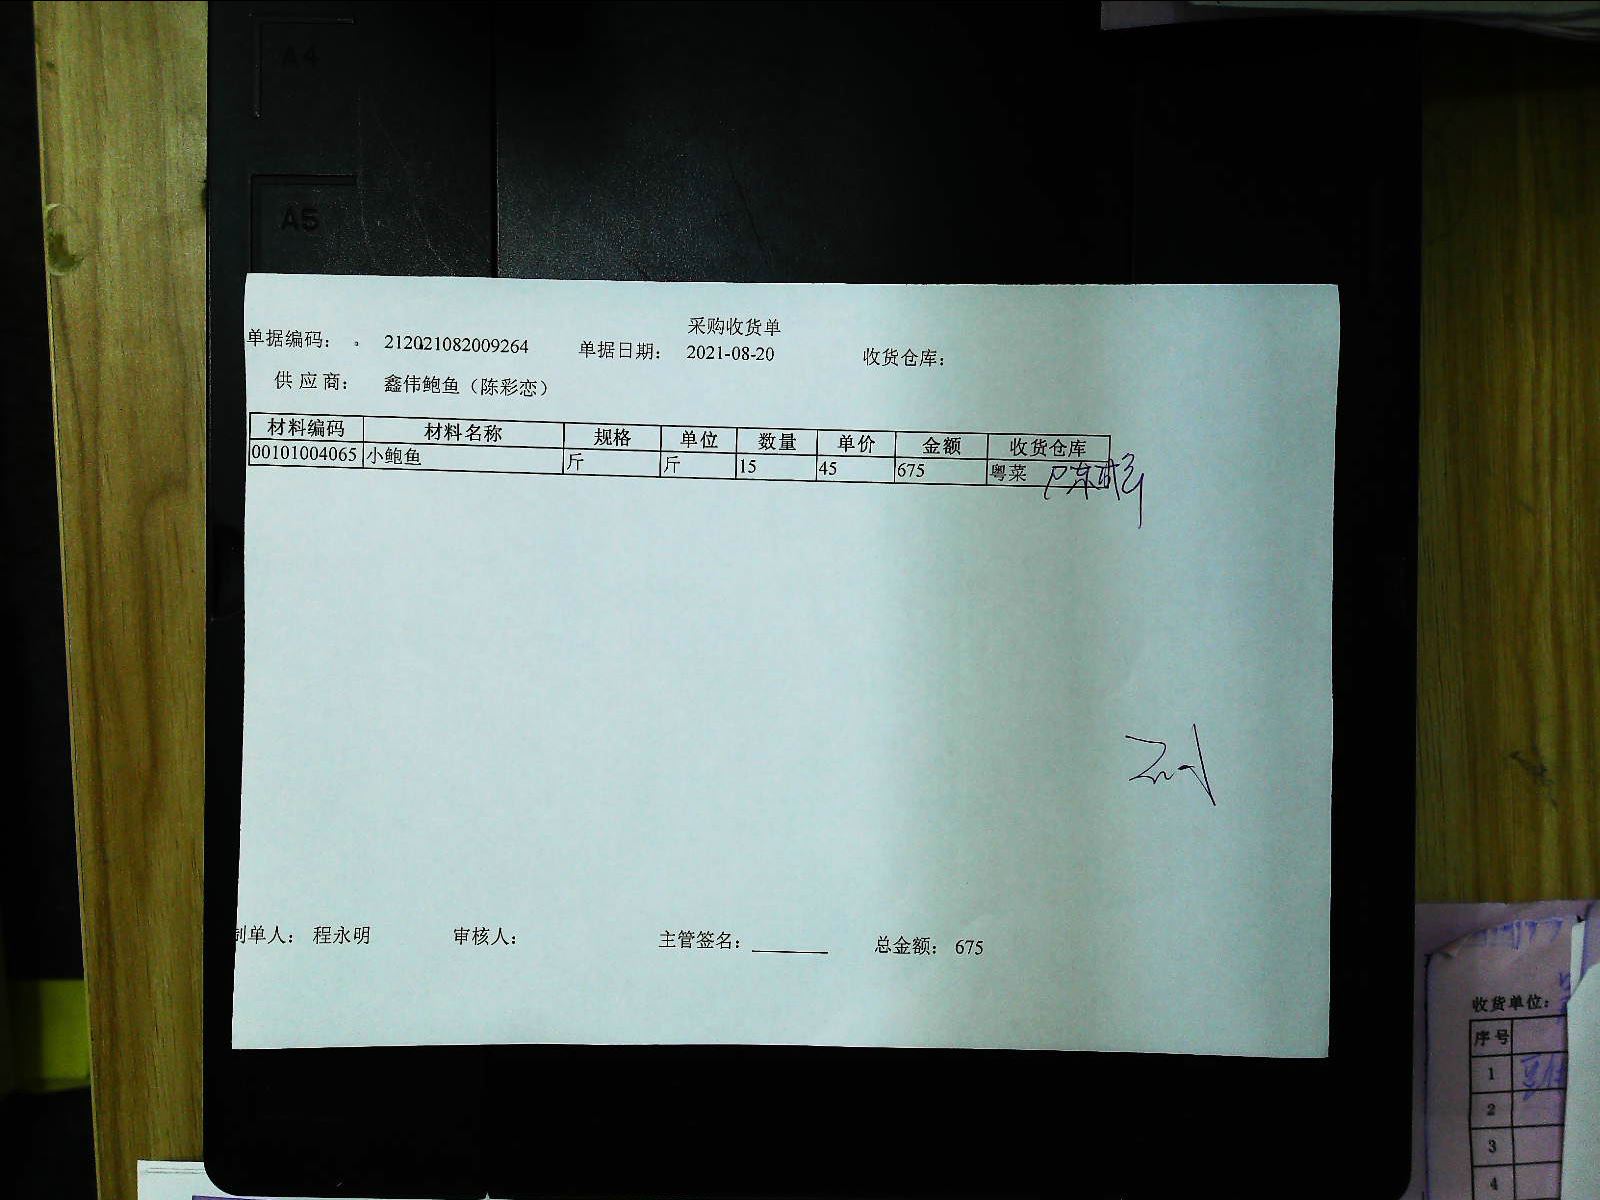 A4
A5
采购收货单
单据编码： 212021082009264 单据日期： 2021-08-20 收货仓库：
供应商： 鑫伟鲍鱼（陈彩恋）
材料编码 材料名称 规格 单位 数量 单价 金额 收货仓库
00101004065 小鲍鱼 斤 斤 15 45 675 粤菜
制单人： 程永明 审核人： 主管签名： 总金额： 675
收货单位：
序号
1
2
3
4